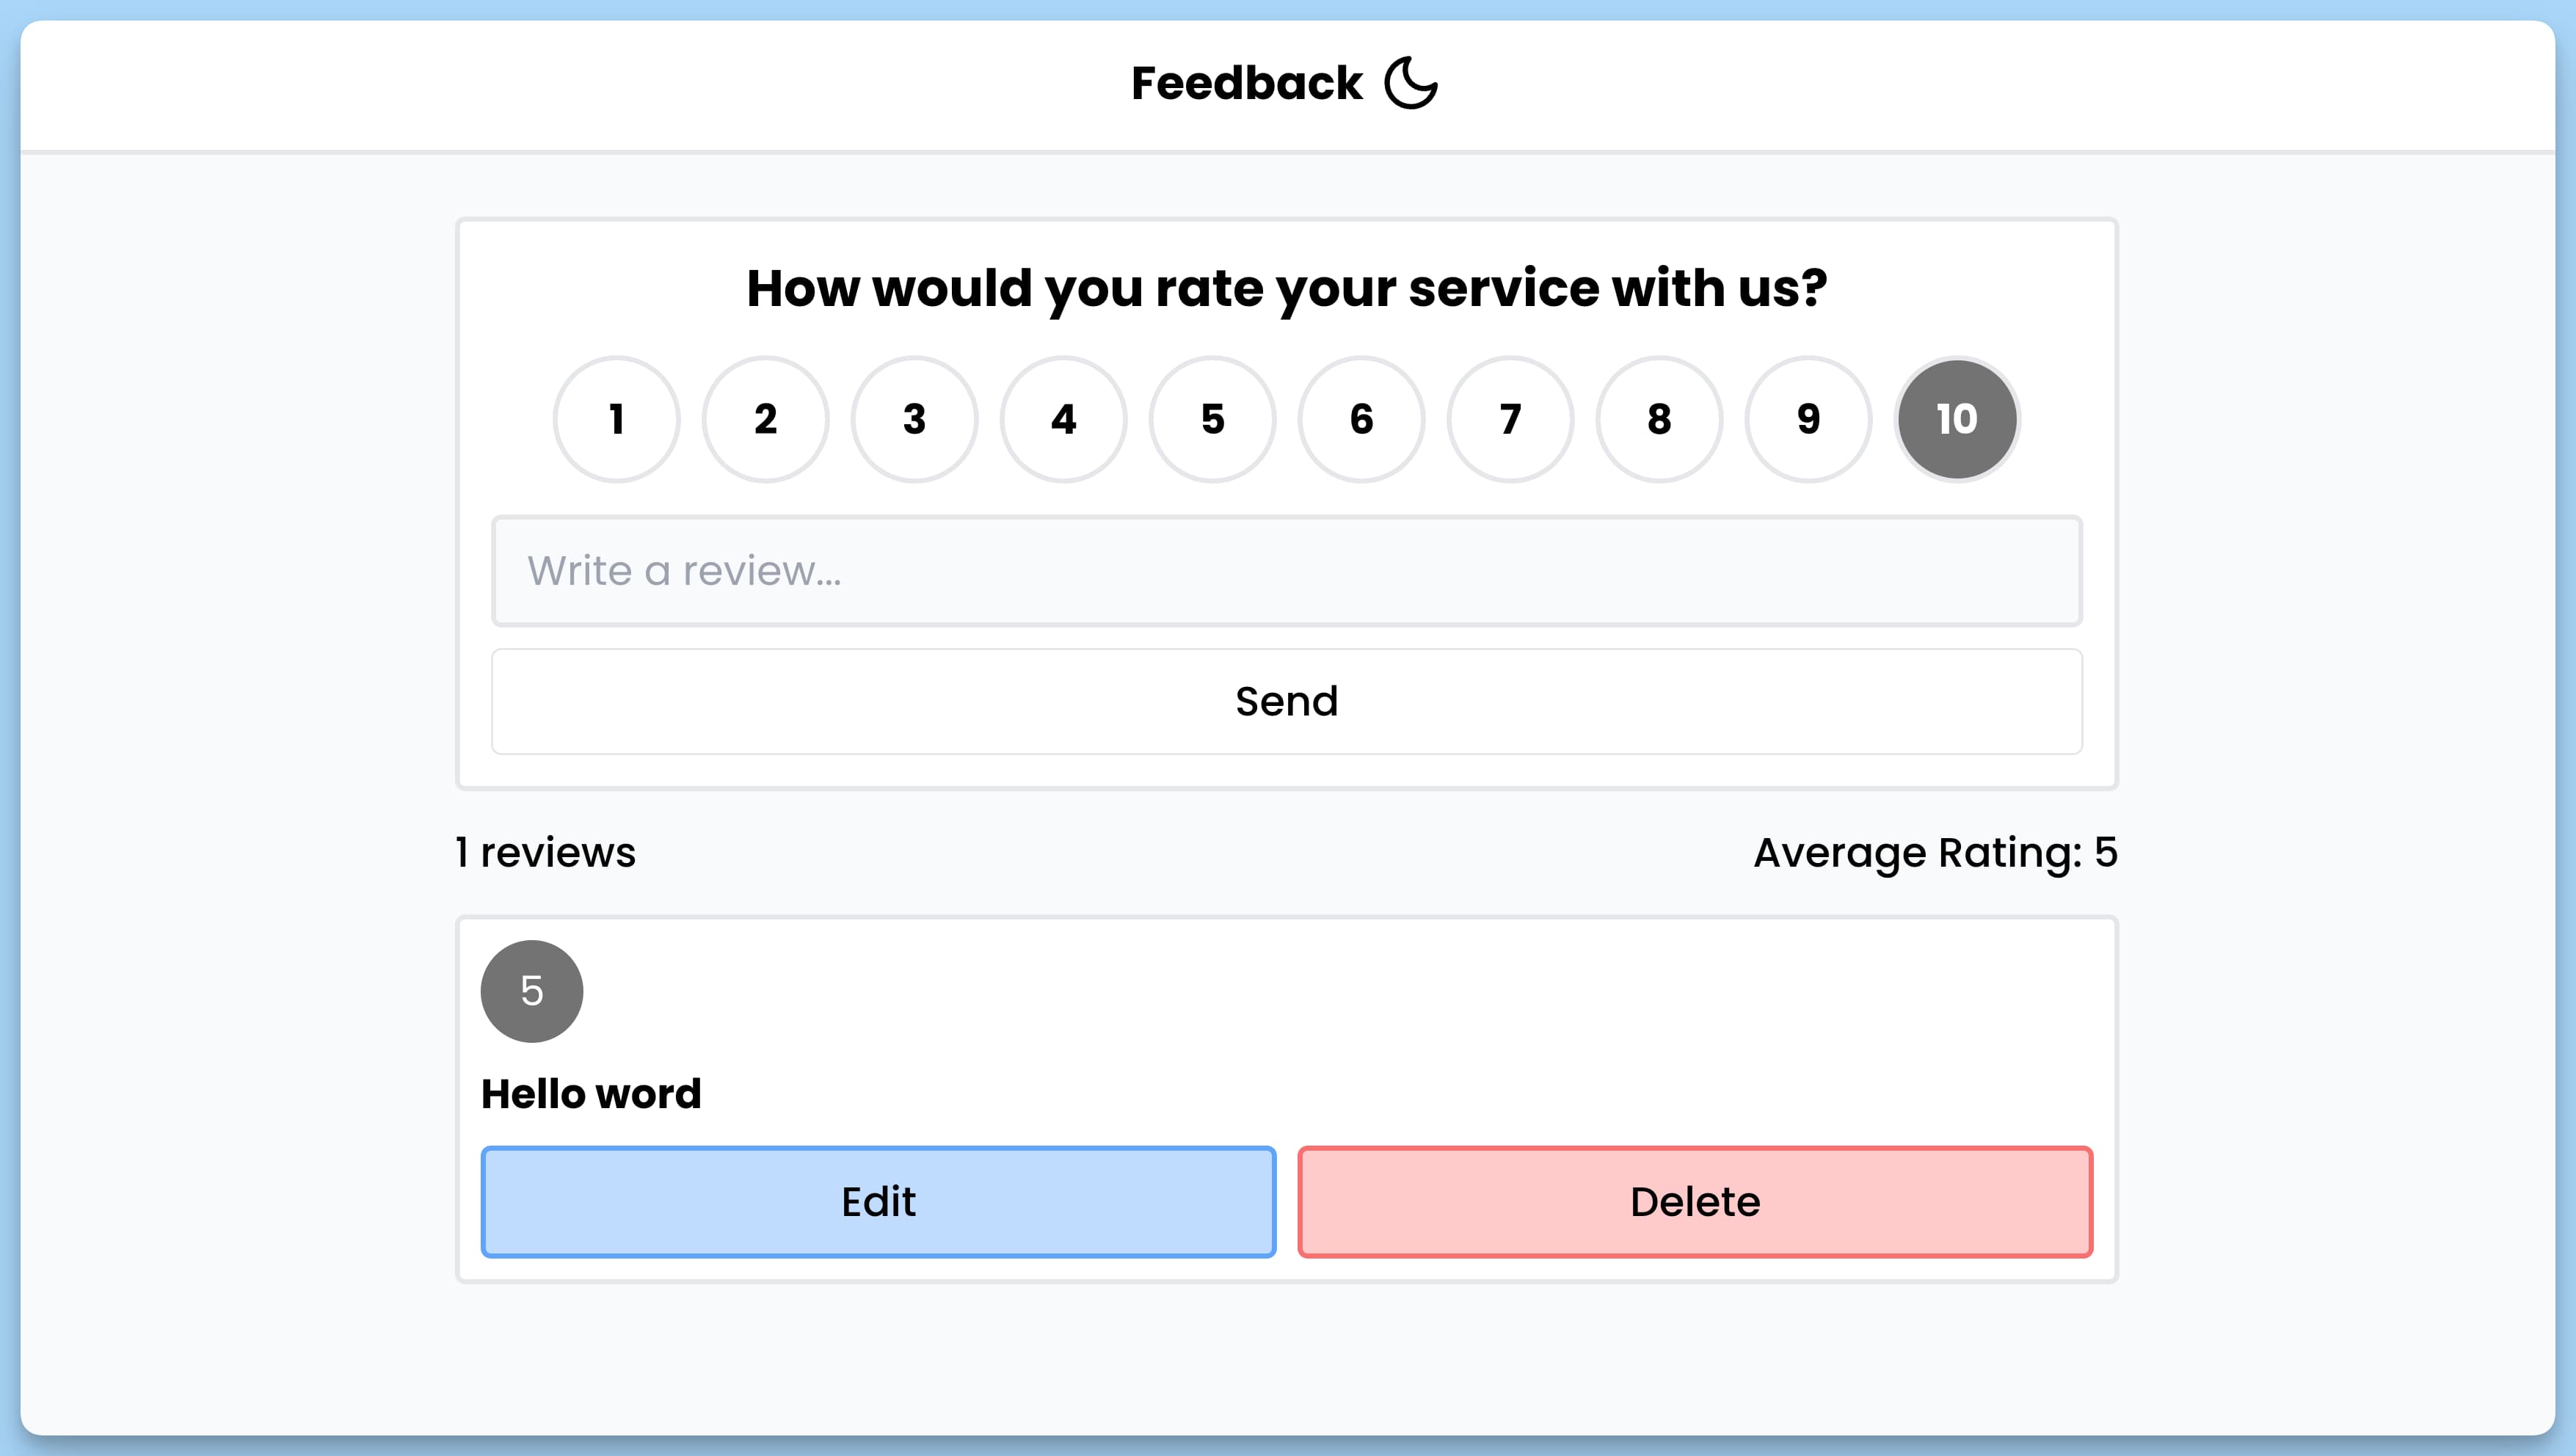 Feedback
How would you rate your service with us?
1 2 3 4 5 6 7 8 9 10
Write a review...
Send
1 reviews Average Rating: 5
5
Hello word
Edit Delete